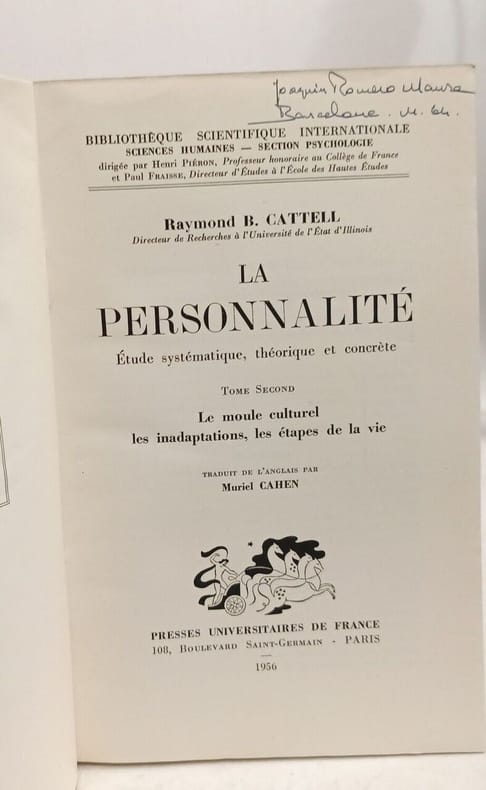 Joaquin Romero Maura
Barcelone. 64.
BIBLIOTHÈQUE SCIENTIFIQUE INTERNATIONALE
SCIENCES HUMAINES — SECTION PSYCHOLOGIE
dirigée par Henri PIÉRON, Professeur honoraire au Collège de France
et Paul FRAISSE, Directeur d'Études à l'École des Hautes Études
Raymond B. CATTELL
Directeur de Recherches à l'Université de l'État d'Illinois
LA
PERSONNALITÉ
Étude systématique, théorique et concrète
TOME SECOND
Le moule culturel
les inadaptations, les étapes de la vie
TRADUIT DE L'ANGLAIS PAR
Muriel CAHEN
PRESSES UNIVERSITAIRES DE FRANCE
108, BOULEVARD SAINT-GERMAIN - PARIS
1956